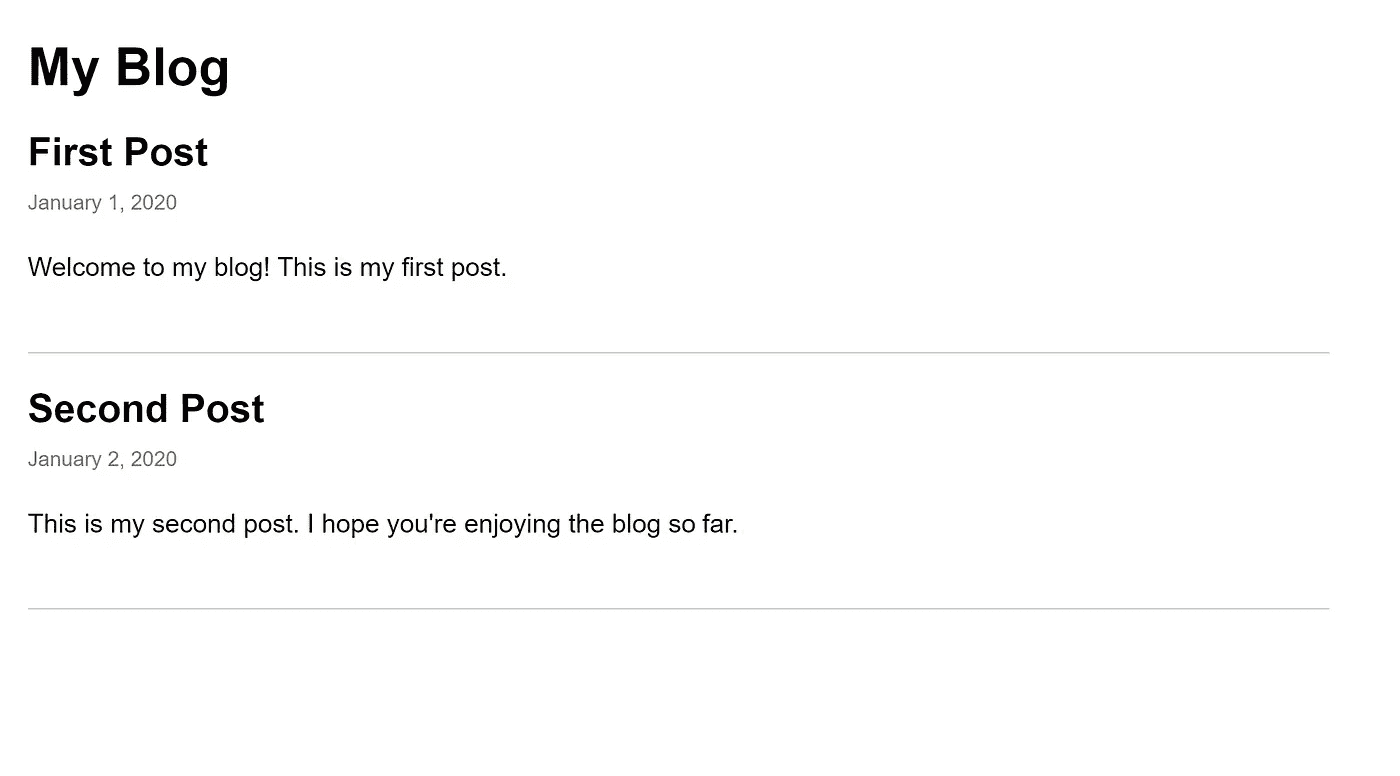 My Blog
First Post
January 1, 2020
Welcome to my blog! This is my first post.
Second Post
January 2, 2020
This is my second post. I hope you're enjoying the blog so far.